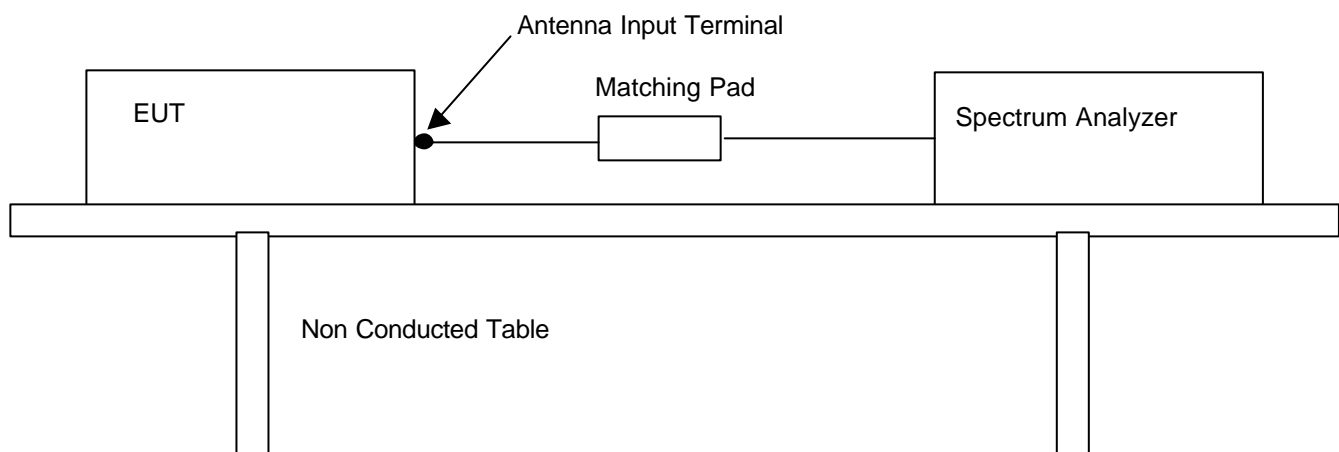 Antenna Input Terminal
Matching Pad
EUT
Spectrum Analyzer
Non Conducted Table